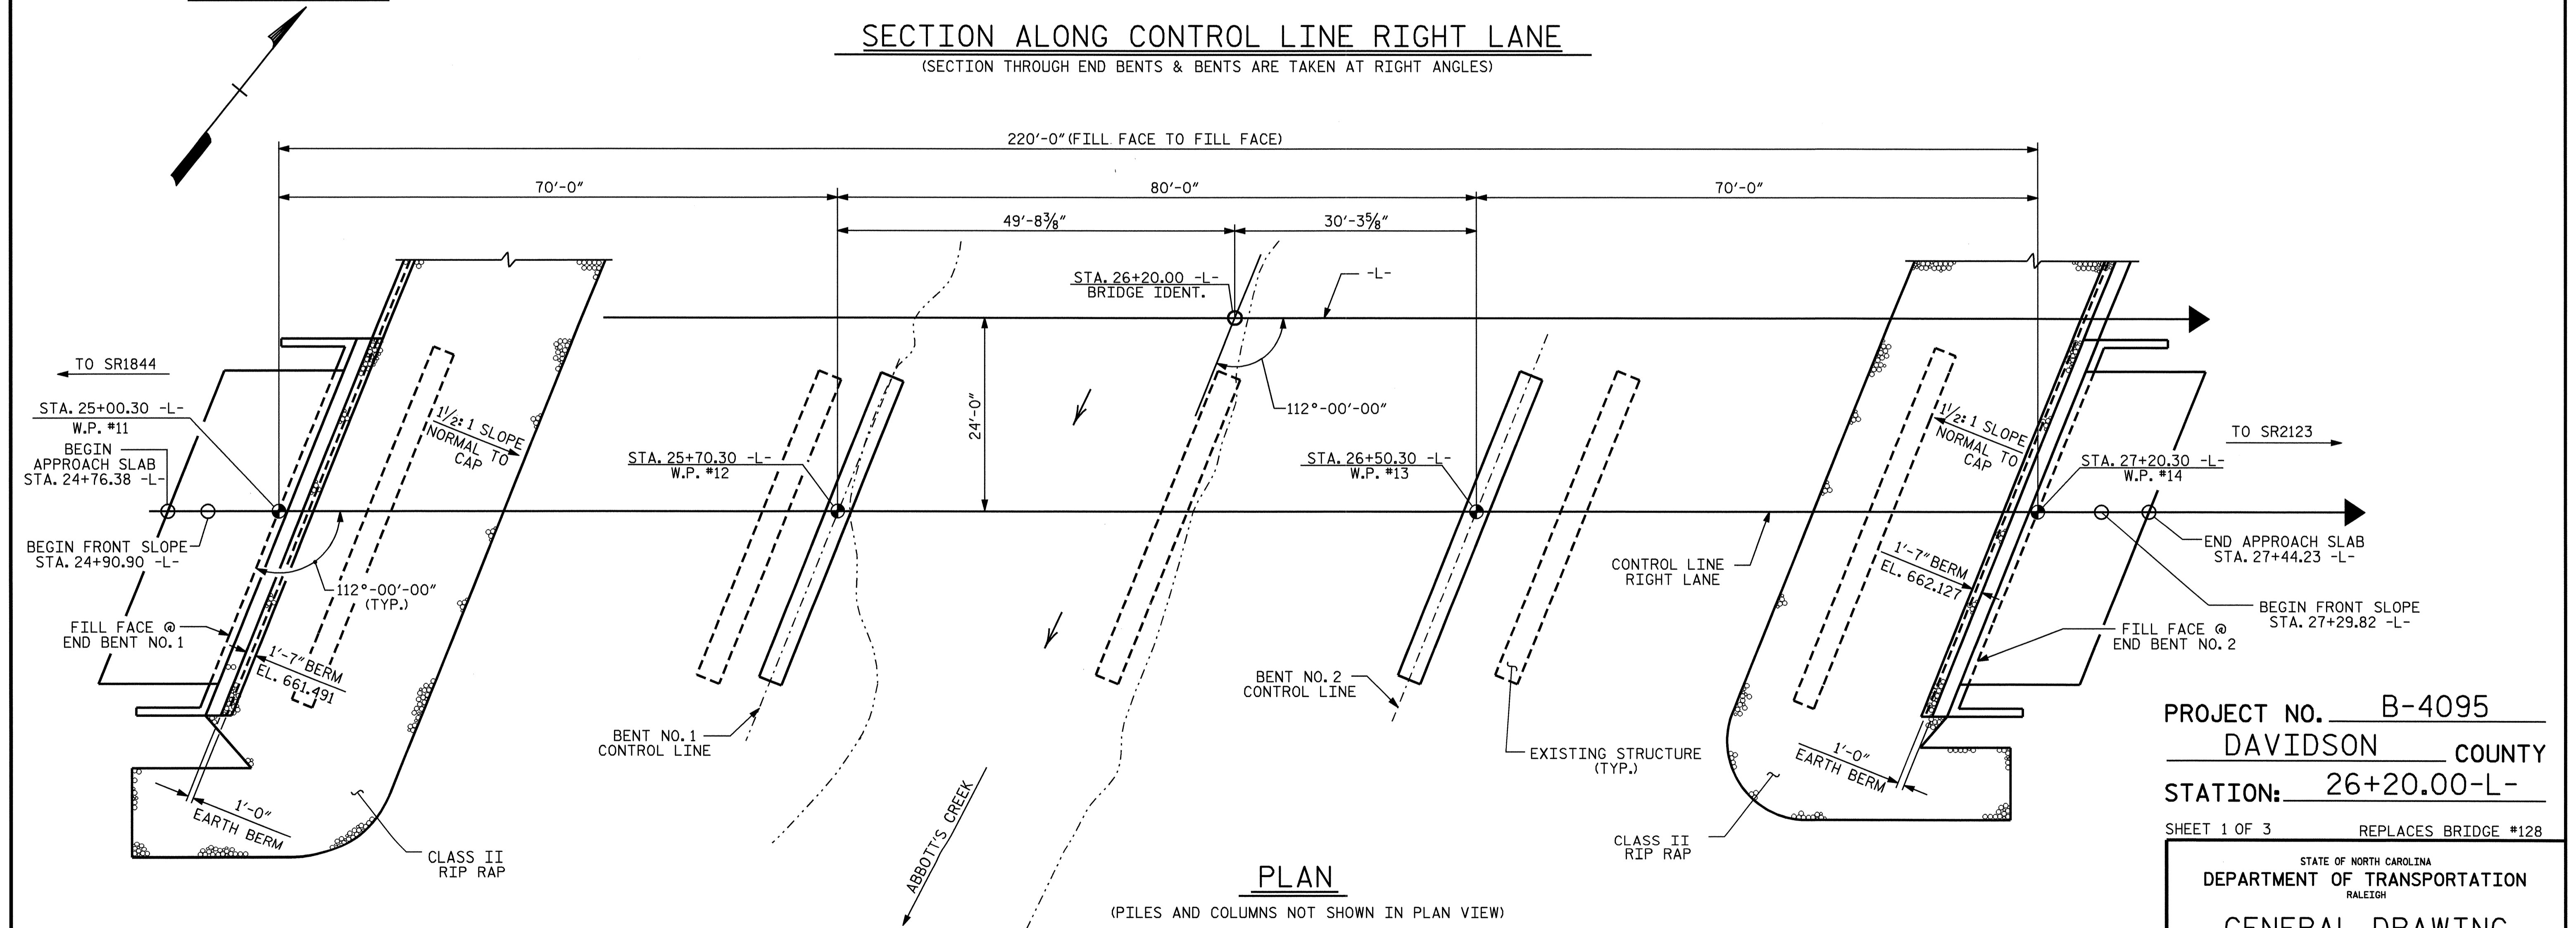 SECTION ALONG CONTROL LINE RIGHT LANE
(SECTION THROUGH END BENTS & BENTS ARE TAKEN AT RIGHT ANGLES)
220'-0" (FILL FACE TO FILL FACE)
70'-0"
80'-0"
70'-0"
49'-8⅜"
30'-3⅝"
STA. 26+20.00 -L-
BRIDGE IDENT.
-L-
TO SR1844
STA. 25+00.30 -L-
W.P. #11
BEGIN
APPROACH SLAB
STA. 24+76.38 -L-
BEGIN FRONT SLOPE
STA. 24+90.90 -L-
1½:1 SLOPE
NORMAL TO
CAP
112°-00'-00"
(TYP.)
FILL FACE @
END BENT NO. 1
1'-7" BERM
EL. 661.491
1'-0"
EARTH BERM
CLASS II
RIP RAP
STA. 25+70.30 -L-
W.P. #12
BENT NO. 1
CONTROL LINE
24'-0"
112°-00'-00"
ABBOTT'S CREEK
STA. 26+50.30 -L-
W.P. #13
BENT NO. 2
CONTROL LINE
EXISTING STRUCTURE
(TYP.)
CONTROL LINE
RIGHT LANE
1½:1 SLOPE
NORMAL TO
CAP
1'-7" BERM
EL. 662.127
1'-0"
EARTH BERM
CLASS II
RIP RAP
TO SR2123
STA. 27+20.30 -L-
W.P. #14
END APPROACH SLAB
STA. 27+44.23 -L-
BEGIN FRONT SLOPE
STA. 27+29.82 -L-
FILL FACE @
END BENT NO. 2
PLAN
(PILES AND COLUMNS NOT SHOWN IN PLAN VIEW)
PROJECT NO. B-4095
DAVIDSON COUNTY
STATION: 26+20.00-L-
SHEET 1 OF 3 REPLACES BRIDGE #128
STATE OF NORTH CAROLINA
DEPARTMENT OF TRANSPORTATION
RALEIGH
GENERAL DRAWING